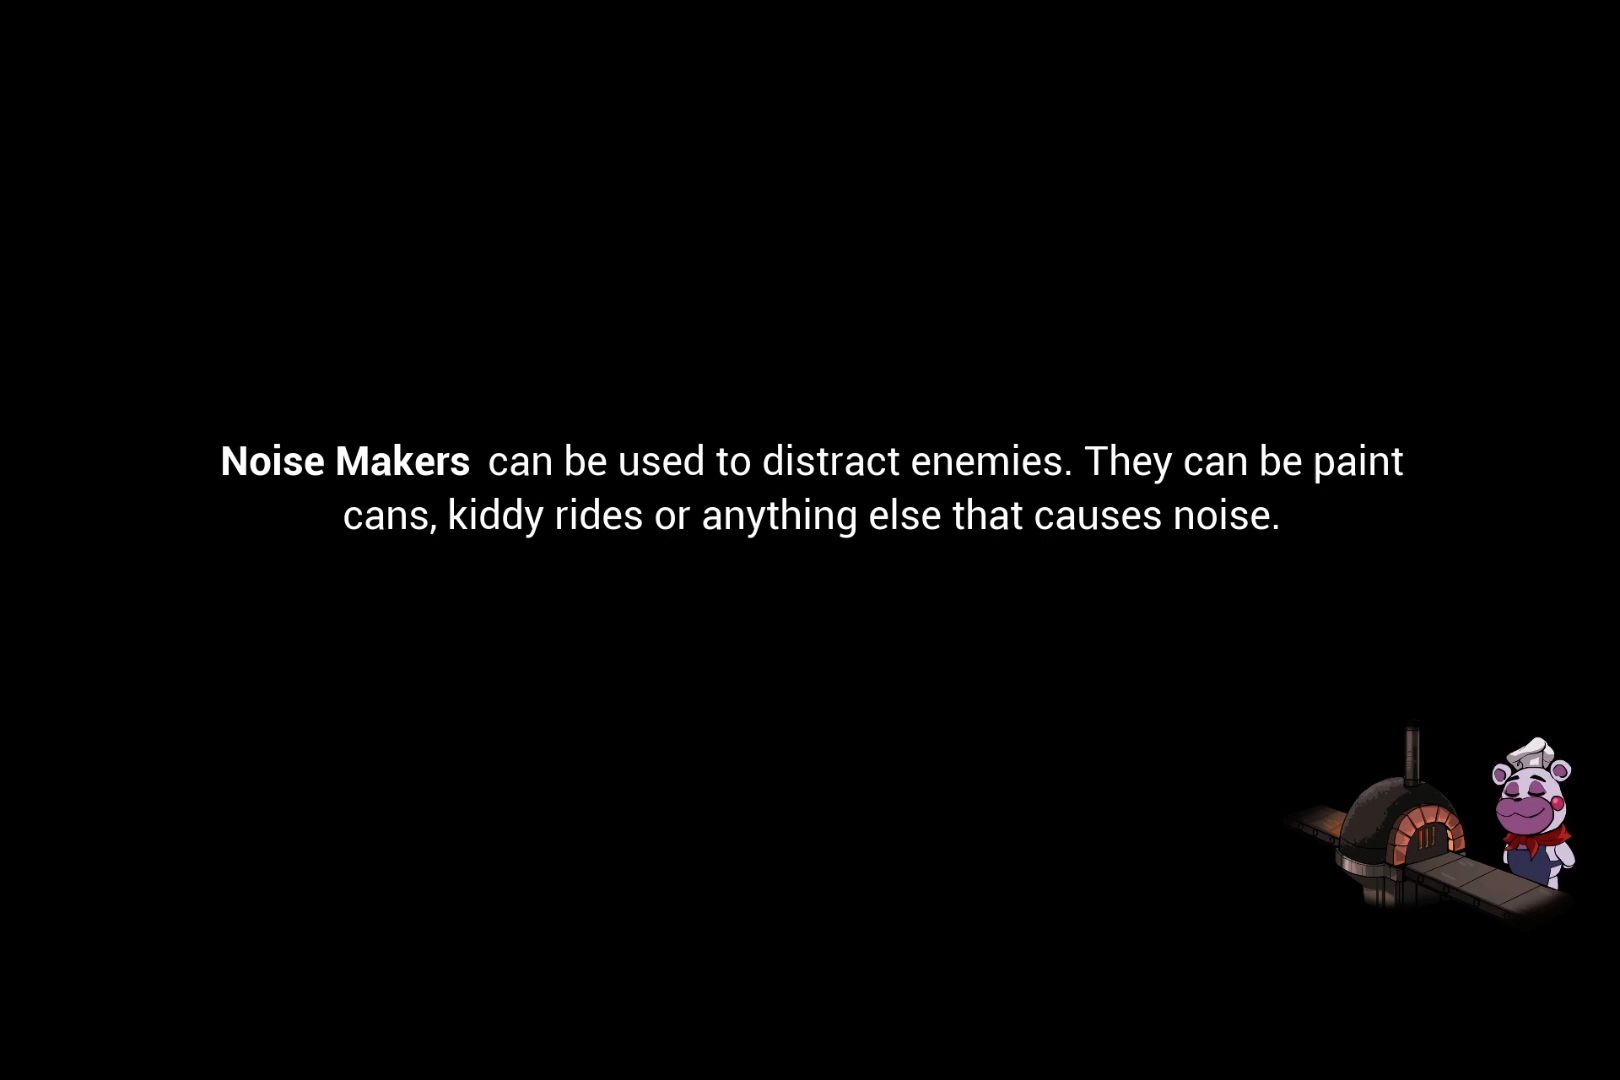 Noise Makers can be used to distract enemies. They can be paint
cans, kiddy rides or anything else that causes noise.